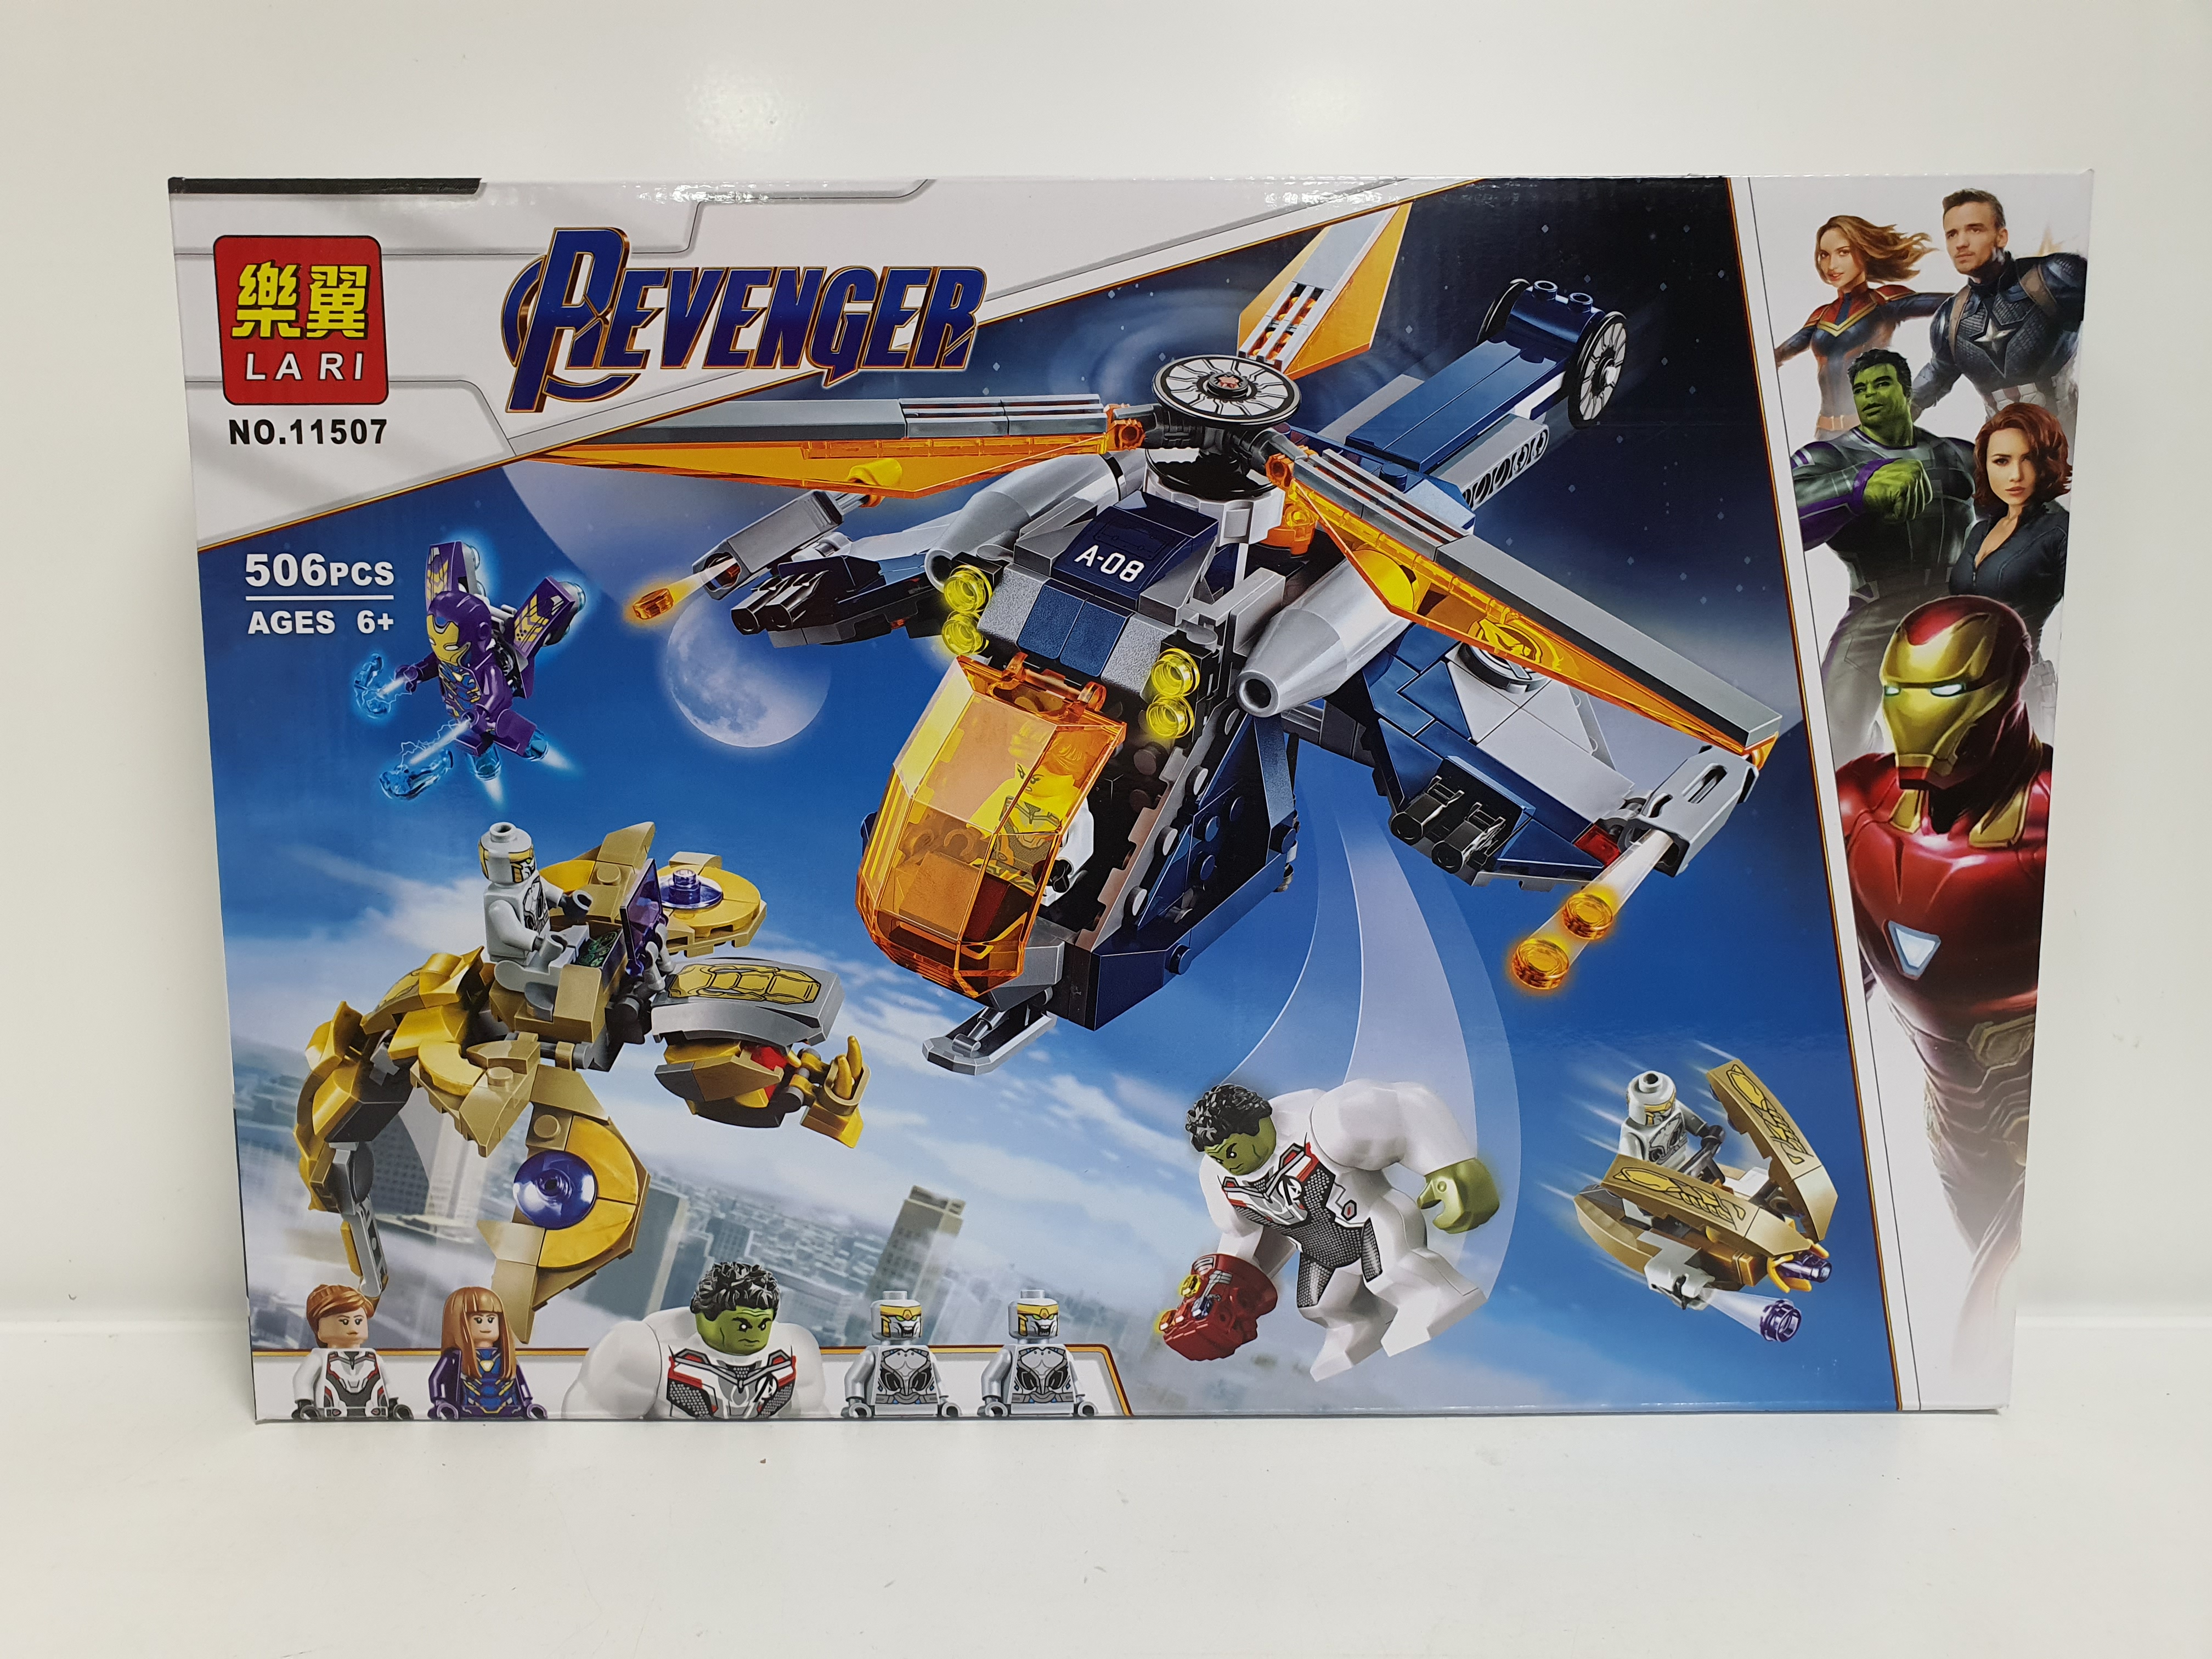 樂翼
LARI
NO.11507
REVENGER
506PCS
AGES 6+
A-08